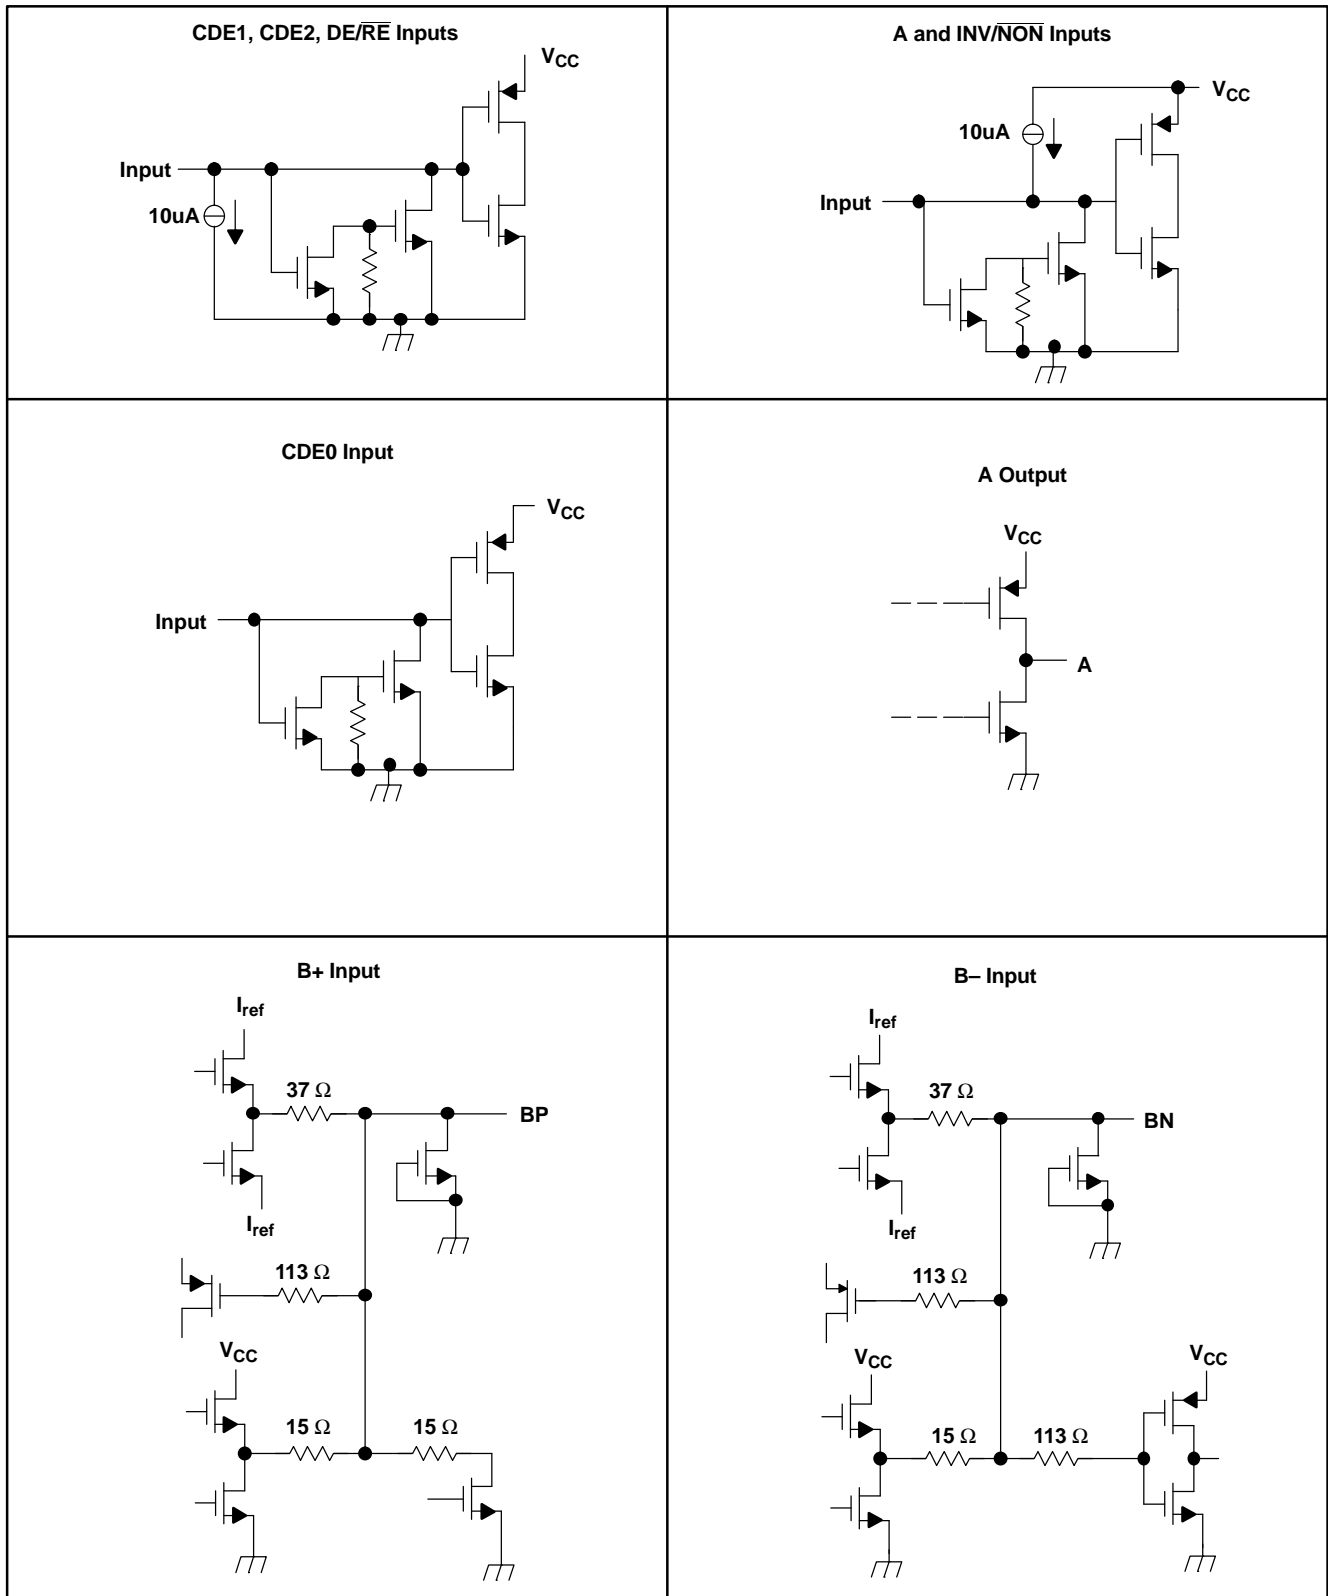 CDE1, CDE2, DE/R̅E̅ Inputs
VCC
Input
10uA
A and INV/N̅O̅N̅ Inputs
VCC
10uA
Input
CDE0 Input
VCC
Input
A Output
VCC
A
B+ Input
Iref
37 Ω
BP
Iref
113 Ω
VCC
15 Ω
15 Ω
B– Input
Iref
37 Ω
BN
Iref
113 Ω
VCC
VCC
15 Ω
113 Ω